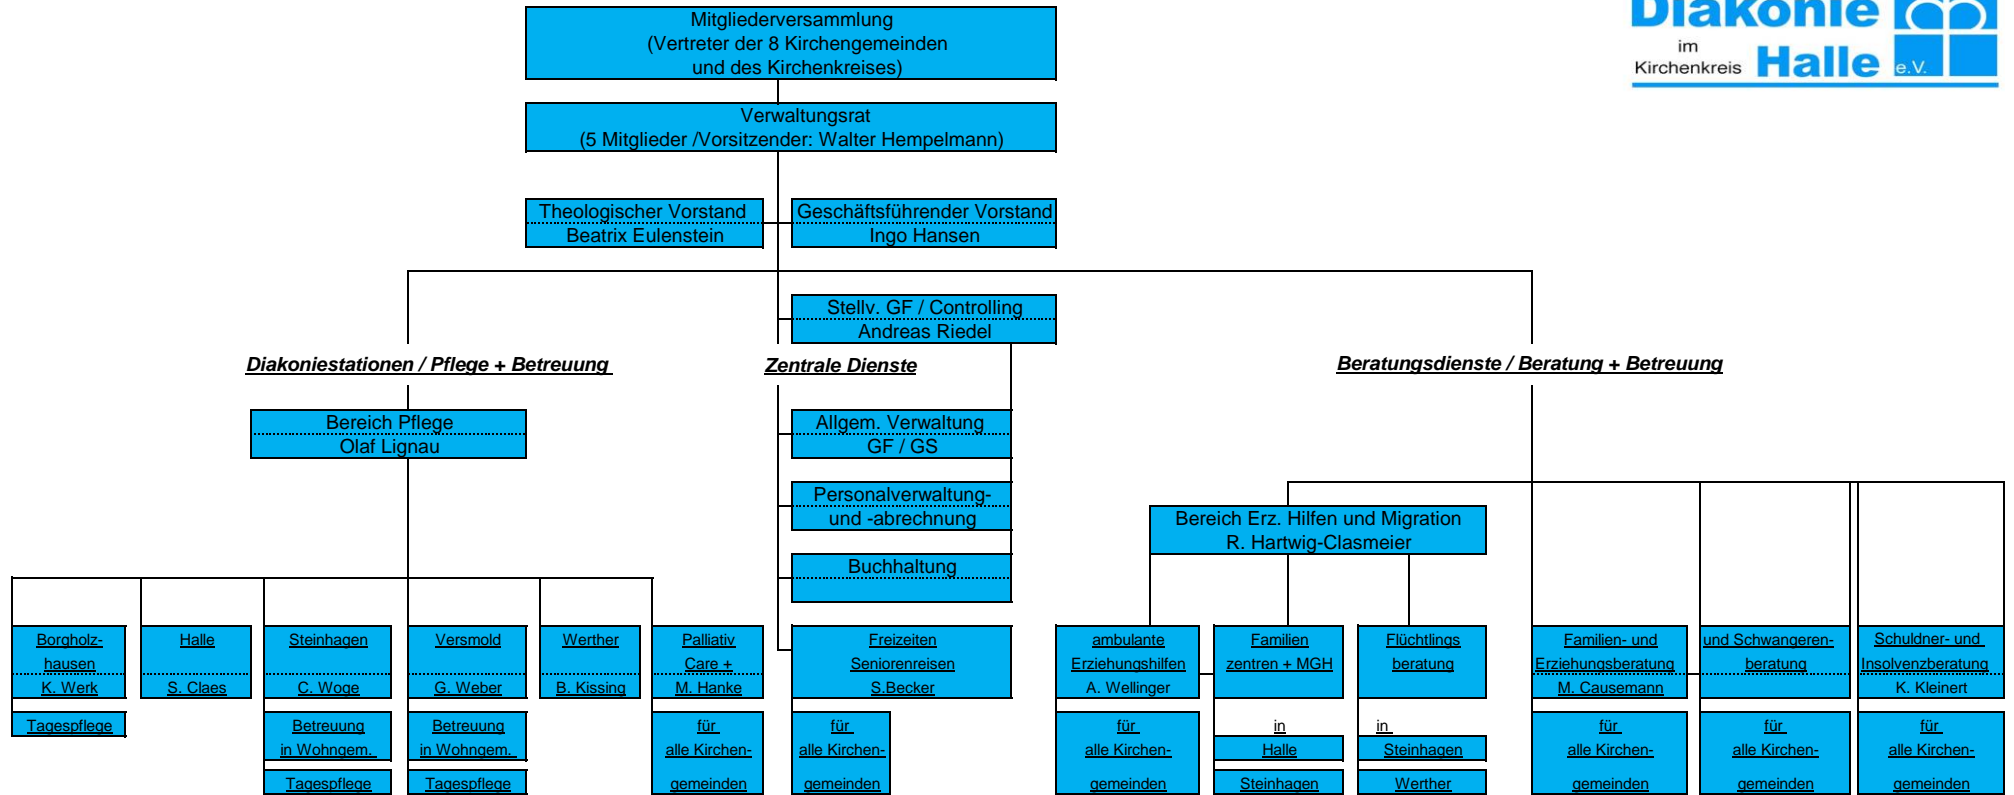 Mitgliederversammlung
(Vertreter der 8 Kirchengemeinden
und des Kirchenkreises)
Diakonie
im
Kirchenkreis Halle e.V.
Verwaltungsrat
(5 Mitglieder /Vorsitzender: Walter Hempelmann)
Theologischer Vorstand
Beatrix Eulenstein
Geschäftsführender Vorstand
Ingo Hansen
Stellv. GF / Controlling
Andreas Riedel
Diakoniestationen / Pflege + Betreuung
Zentrale Dienste
Beratungsdienste / Beratung + Betreuung
Bereich Pflege
Olaf Lignau
Allgem. Verwaltung
GF / GS
Personalverwaltung-
und -abrechnung
Buchhaltung
Bereich Erz. Hilfen und Migration
R. Hartwig-Clasmeier
Borgholz-
hausen
K. Werk
Tagespflege
Halle
S. Claes
Steinhagen
C. Woge
Betreuung
in Wohngem.
Tagespflege
Versmold
G. Weber
Betreuung
in Wohngem.
Tagespflege
Werther
B. Kissing
Palliativ
Care +
M. Hanke
für
alle Kirchen-
gemeinden
Freizeiten
Seniorenreisen
S.Becker
für
alle Kirchen-
gemeinden
ambulante
Erziehungshilfen
A. Wellinger
für
alle Kirchen-
gemeinden
Familien
zentren + MGH
in
Halle
Steinhagen
Flüchtlings
beratung
in
Steinhagen
Werther
Familien- und
Erziehungsberatung
M. Causemann
für
alle Kirchen-
gemeinden
und Schwangeren-
beratung
für
alle Kirchen-
gemeinden
Schuldner- und
Insolvenzberatung
K. Kleinert
für
alle Kirchen-
gemeinden